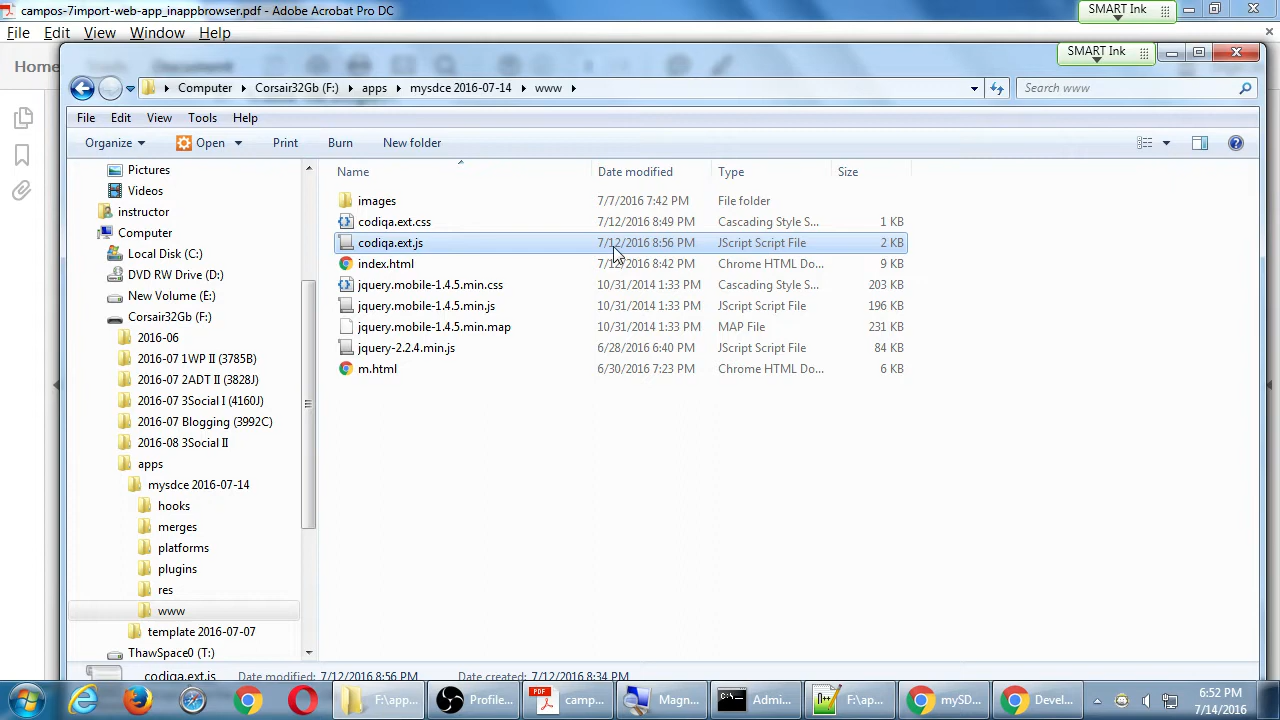 campos-7import-web-app_inappbrowser.pdf - Adobe Acrobat Pro DC
SMART Ink
File Edit View Window Help
Home
SMART Ink
Computer Corsair32Gb (F:) apps mysdce 2016-07-14 www
Search www
File Edit View Tools Help
Organize Open Print Burn New folder
Name Date modified Type Size
Pictures
Videos
instructor
Computer
Local Disk (C:)
DVD RW Drive (D:)
New Volume (E:)
Corsair32Gb (F:)
2016-06
2016-07 1WP II (3785B)
2016-07 2ADT II (3828J)
2016-07 3Social I (4160J)
2016-07 Blogging (3992C)
2016-08 3Social II
apps
mysdce 2016-07-14
hooks
merges
platforms
plugins
res
www
template 2016-07-07
ThawSpace0 (T:)
images 7/7/2016 7:42 PM File folder
codiqa.ext.css 7/12/2016 8:49 PM Cascading Style S... 1 KB
codiqa.ext.js 7/12/2016 8:56 PM JScript Script File 2 KB
index.html 7/12/2016 8:42 PM Chrome HTML Do... 9 KB
jquery.mobile-1.4.5.min.css 10/31/2014 1:33 PM Cascading Style S... 203 KB
jquery.mobile-1.4.5.min.js 10/31/2014 1:33 PM JScript Script File 196 KB
jquery.mobile-1.4.5.min.map 10/31/2014 1:33 PM MAP File 231 KB
jquery-2.2.4.min.js 6/28/2016 6:40 PM JScript Script File 84 KB
m.html 6/30/2016 7:23 PM Chrome HTML Do... 6 KB
codiqa.ext.js Date modified: 7/12/2016 8:56 PM Date created: 7/12/2016 8:34 PM
F:\app... Profile... camp... Magn... Admi... F:\ap... mySD... Devel...
6:52 PM
7/14/2016